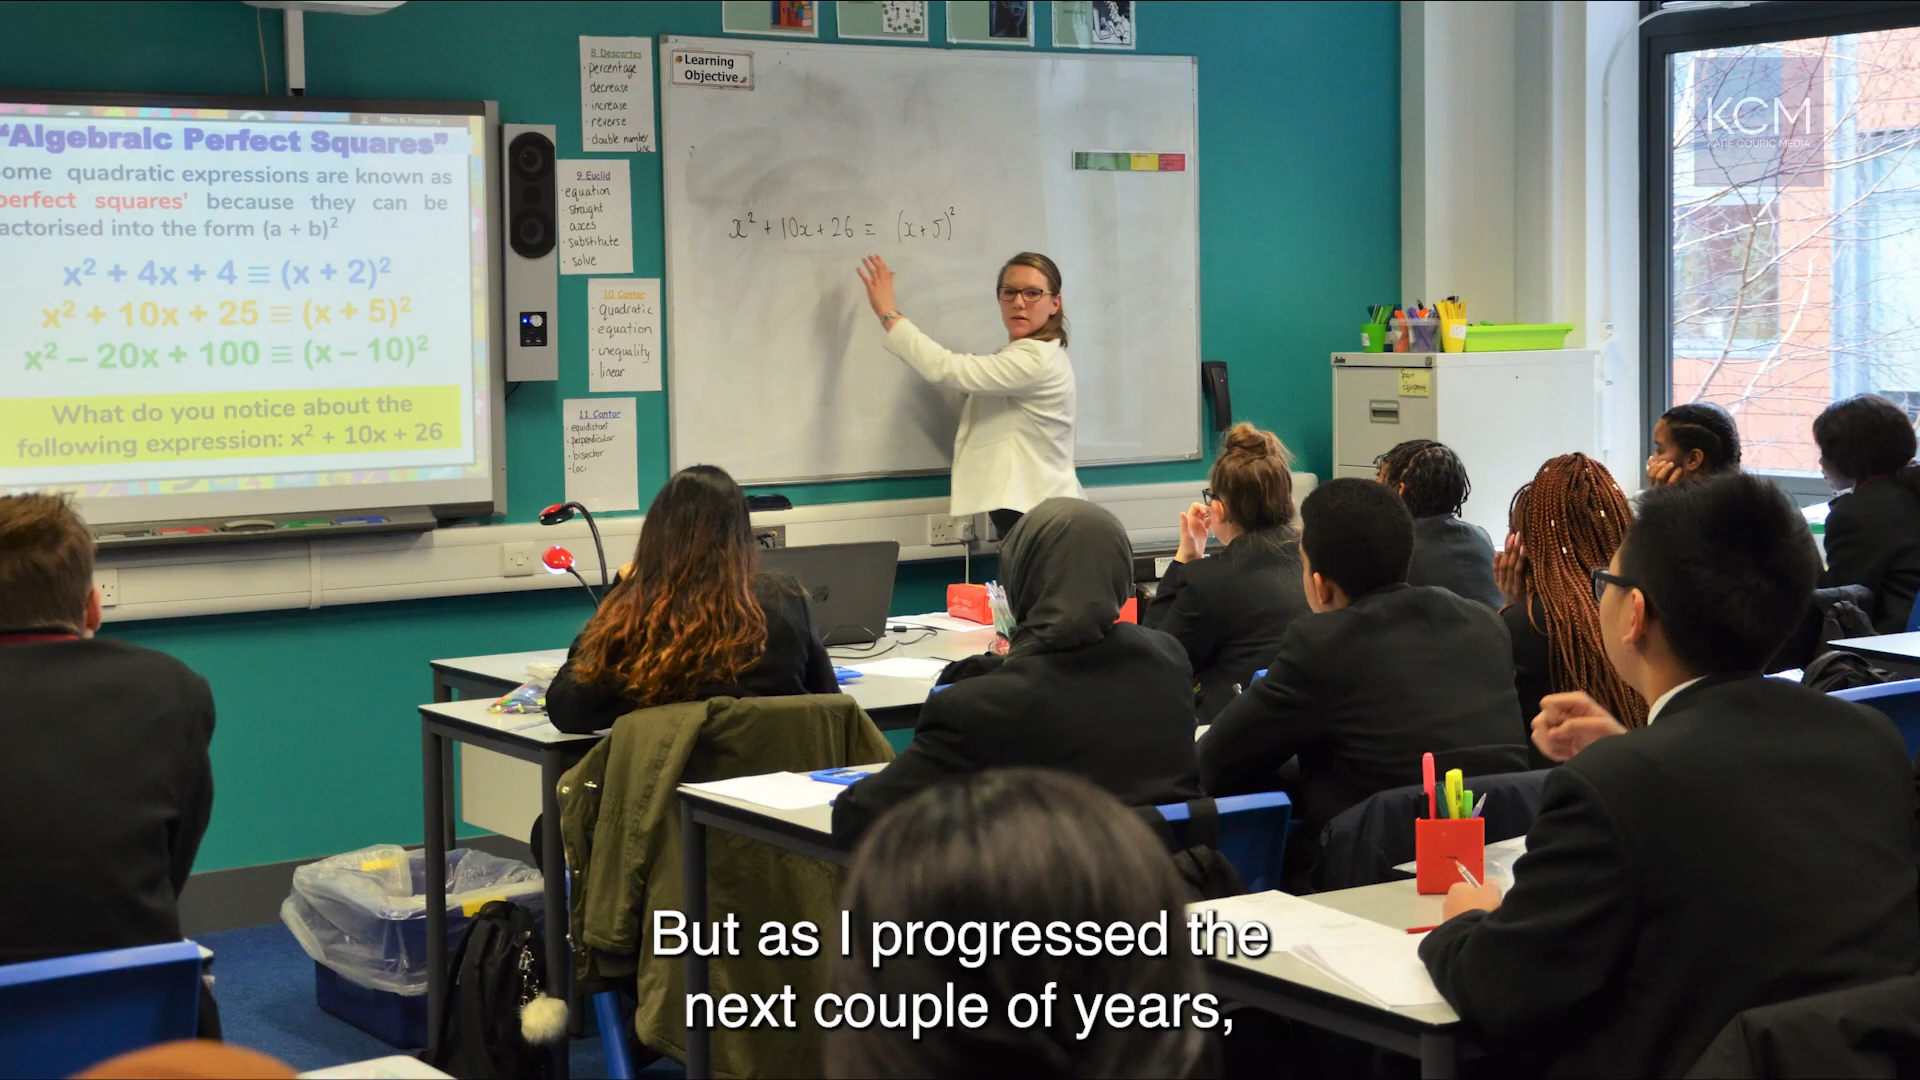 "Algebraic Perfect Squares"
ome quadratic expressions are known as
perfect squares' because they can be
actorised into the form (a + b)²
x² + 4x + 4 ≡ (x + 2)²
x² + 10x + 25 ≡ (x + 5)²
x² – 20x + 100 ≡ (x – 10)²
What do you notice about the
following expression: x² + 10x + 26
8 Descartes
· percentage
· decrease
· increase
· reverse
· double number
line
9 Euclid
· equation
· straight
· axes
· substitute
· solve
10 Cantor
· quadratic
· equation
· inequality
· linear
11 Cantor
· equidistant
· perpendicular
· bisector
· loci
Learning
Objective
x² + 10x + 26 ≡ (x + 5)²
KCM
KATIE COURIC MEDIA
Sport
Equipment
But as I progressed the
next couple of years,